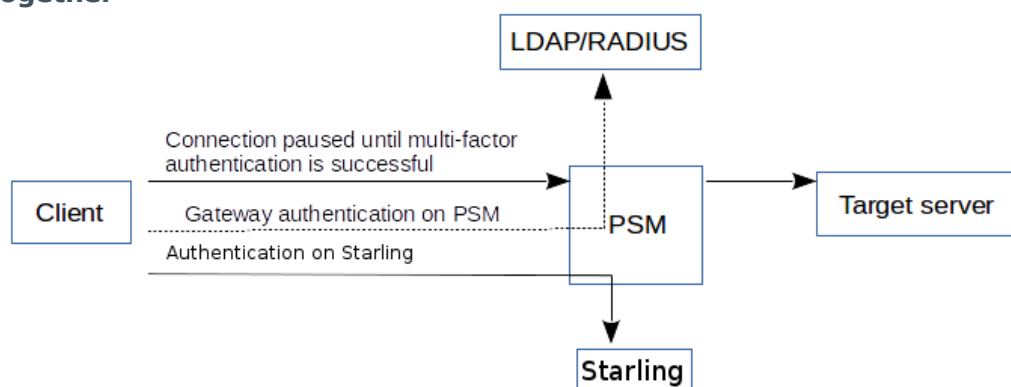 LDAP/RADIUS
Connection paused until multi-factor
authentication is successful
Client
Gateway authentication on PSM
PSM
Target server
Authentication on Starling
Starling